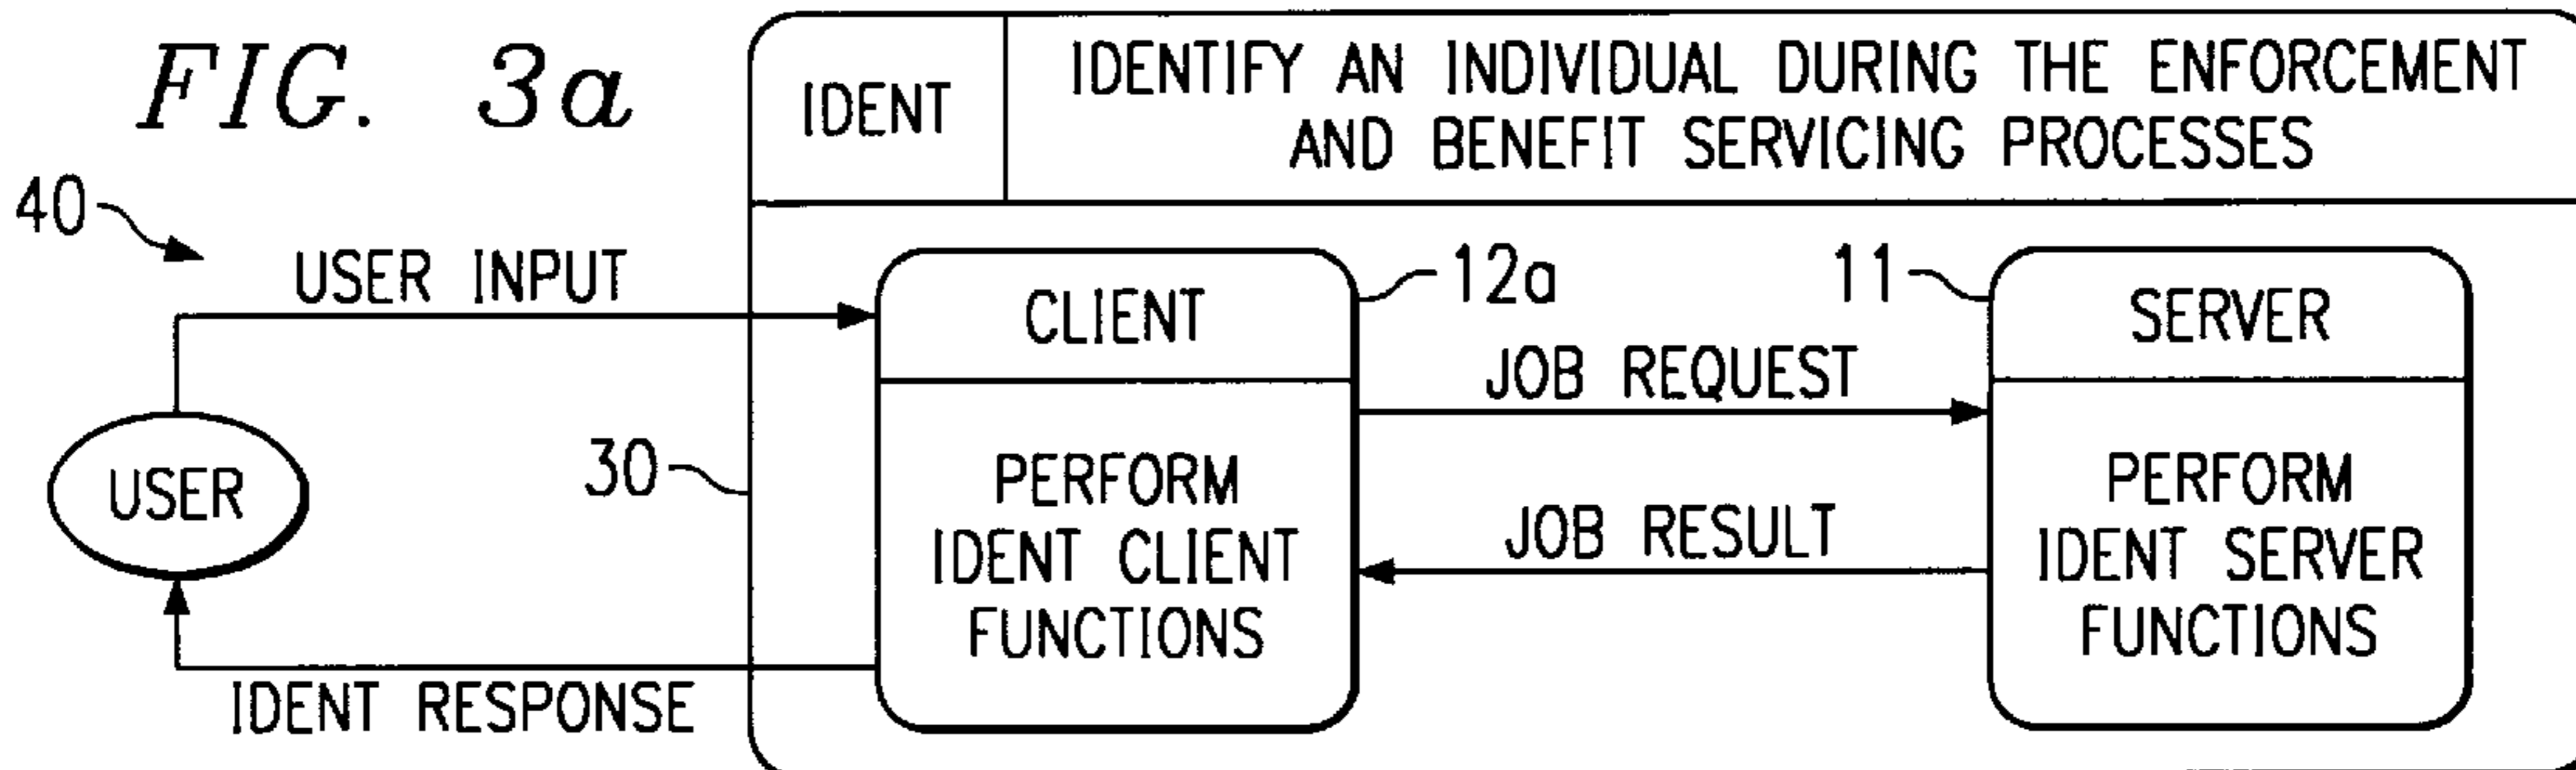 FIG. 3a
IDENT
IDENTIFY AN INDIVIDUAL DURING THE ENFORCEMENT
AND BENEFIT SERVICING PROCESSES
40
USER INPUT
12a
11
CLIENT
SERVER
JOB REQUEST
30
USER
PERFORM
IDENT CLIENT
FUNCTIONS
PERFORM
IDENT SERVER
FUNCTIONS
JOB RESULT
IDENT RESPONSE